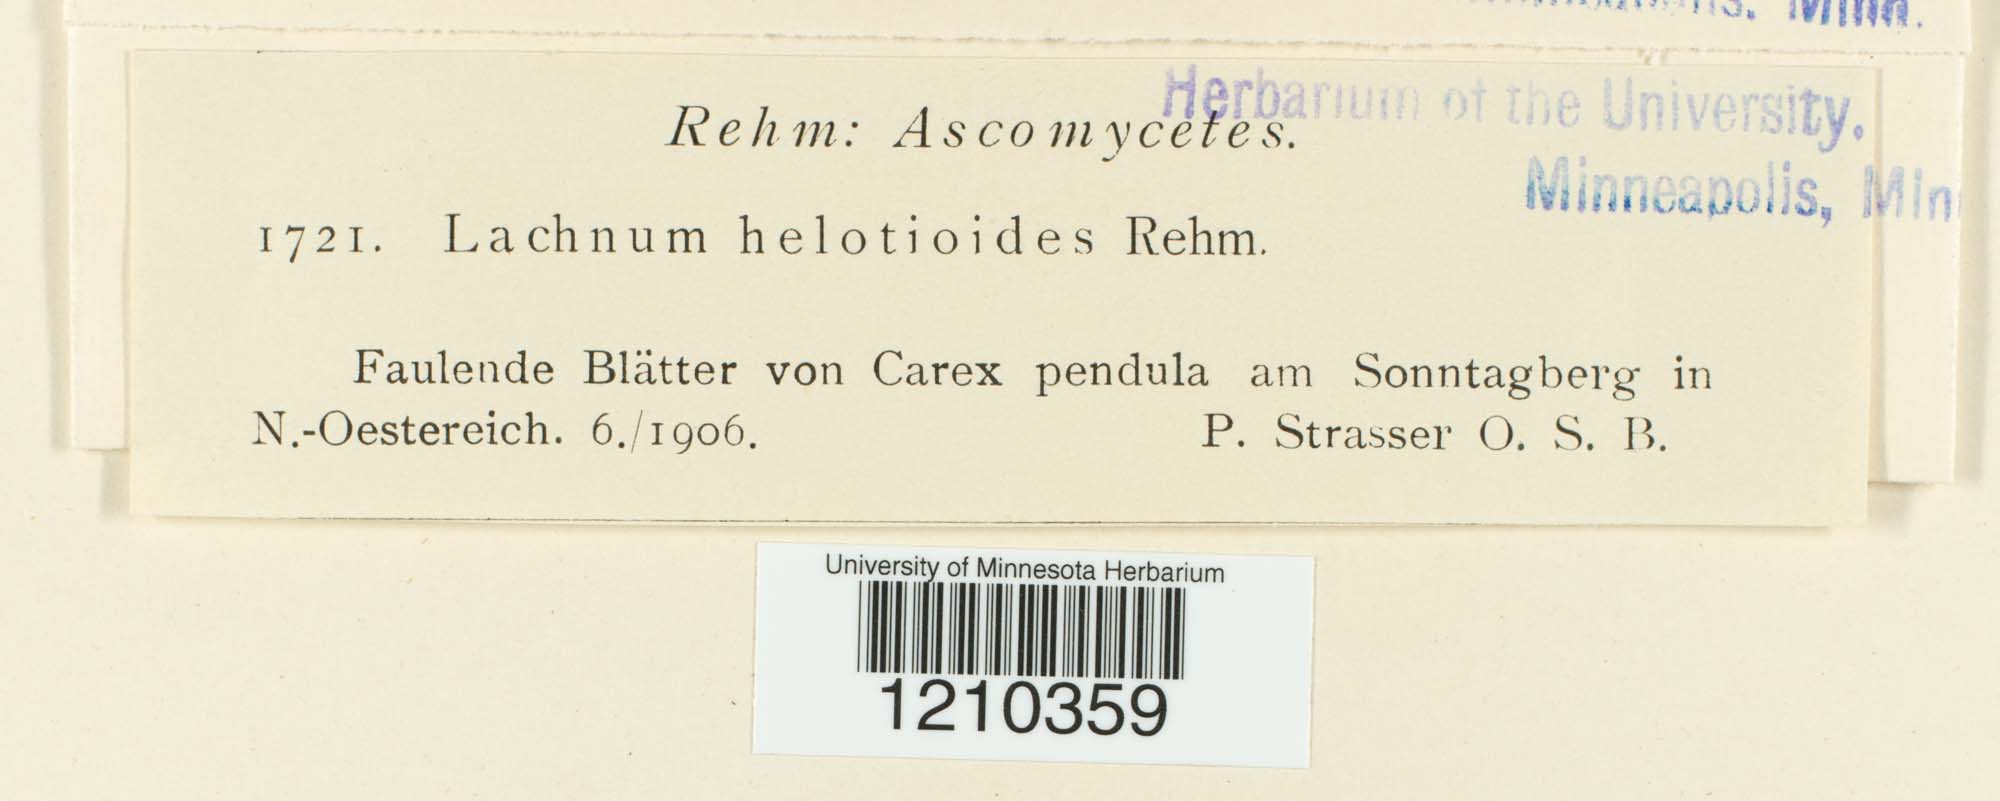 Minn.
Herbarium of the University.
Rehm: Ascomycetes.
Minneapolis, Min
1721. Lachnum helotioides Rehm.
Faulende Blätter von Carex pendula am Sonntagberg in
N.-Oestereich. 6./1906. P. Strasser O. S. B.
University of Minnesota Herbarium
1210359